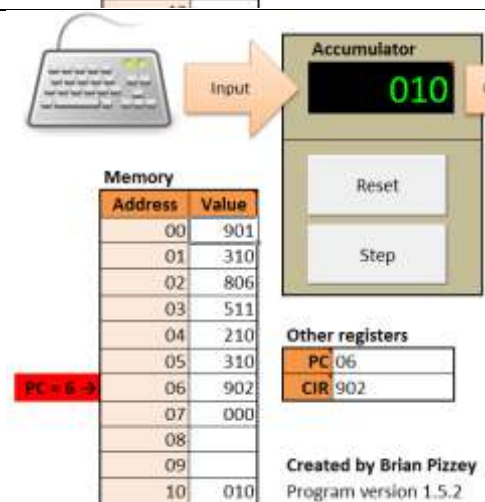 Accumulator
010
Input
Reset
Step
Memory
Address Value
00 901
01 310
02 806
03 511
04 210
05 310
06 902
07 000
08
09
10 010
PC = 6 →
Other registers
PC 06
CIR 902
Created by Brian Pizzey
Program version 1.5.2